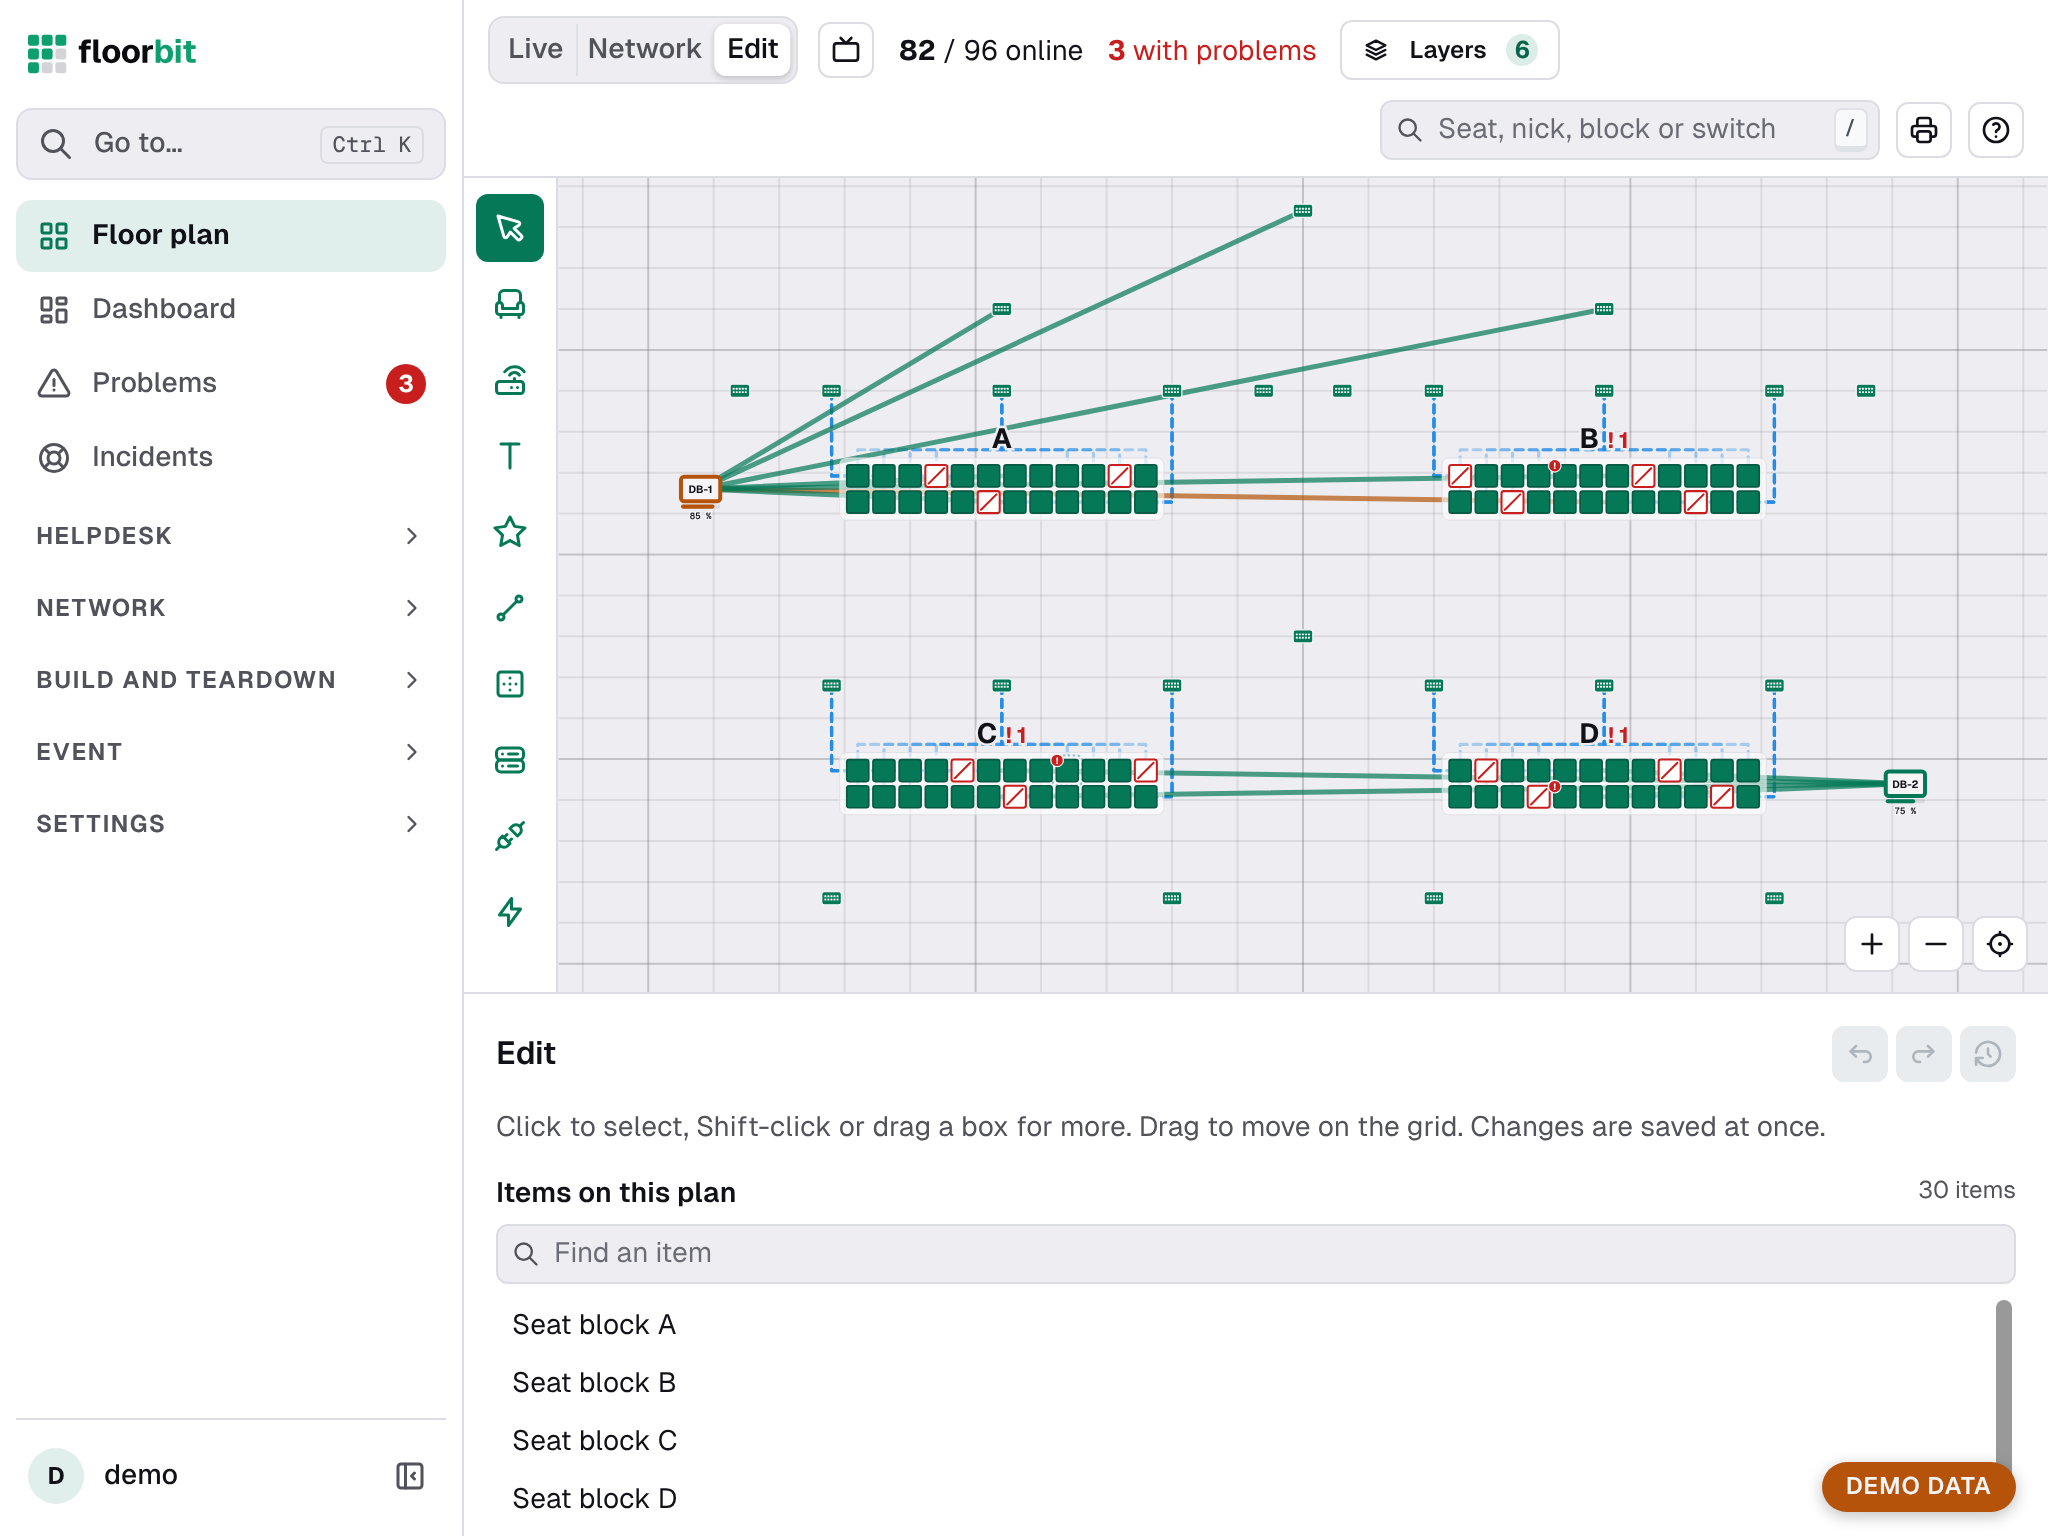 floorbit
Go to...
Ctrl K
Floor plan
Dashboard
Problems
3
Incidents
HELPDESK
NETWORK
BUILD AND TEARDOWN
EVENT
SETTINGS
D
demo
Live
Network
Edit
82 / 96 online
3 with problems
Layers
6
Seat, nick, block or switch
/
A
B !1
DB-1
85 %
C !1
D !1
DB-2
75 %
Edit
Click to select, Shift-click or drag a box for more. Drag to move on the grid. Changes are saved at once.
Items on this plan
30 items
Find an item
Seat block A
Seat block B
Seat block C
Seat block D
DEMO DATA